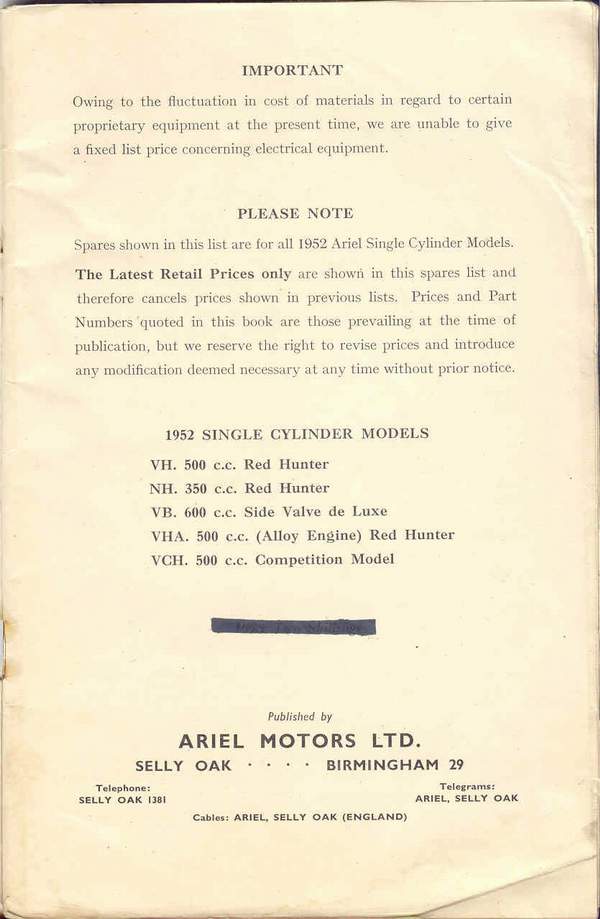 IMPORTANT
Owing to the fluctuation in cost of materials in regard to certain
proprietary equipment at the present time, we are unable to give
a fixed list price concerning electrical equipment.
PLEASE NOTE
Spares shown in this list are for all 1952 Ariel Single Cylinder Models.
The Latest Retail Prices only are shown in this spares list and
therefore cancels prices shown in previous lists. Prices and Part
Numbers quoted in this book are those prevailing at the time of
publication, but we reserve the right to revise prices and introduce
any modification deemed necessary at any time without prior notice.
1952 SINGLE CYLINDER MODELS
VH. 500 c.c. Red Hunter
NH. 350 c.c. Red Hunter
VB. 600 c.c. Side Valve de Luxe
VHA. 500 c.c. (Alloy Engine) Red Hunter
VCH. 500 c.c. Competition Model
Published by
ARIEL MOTORS LTD.
SELLY OAK · · · · BIRMINGHAM 29
Telephone:
SELLY OAK 1381
Telegrams:
ARIEL, SELLY OAK
Cables: ARIEL, SELLY OAK (ENGLAND)